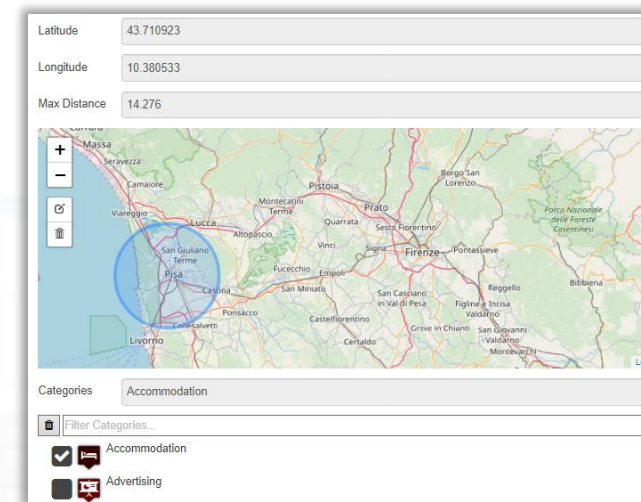 Latitude 43.710923
Longitude 10.380533
Max Distance 14.276
Massa
Seravezza
Camaiore
Borgo San
Lorenzo
Pistoia
Montecatini
Terme
Prato
Viareggio
Lucca
Quarrata
Sesto Fiorentino
Parco Nazionale
delle Foreste
Casentinesi
Altopascio
San Giuliano
Terme
Vinci
Signa
Firenze
Pontassieve
Pisa
Fucecchio
Empoli
Cascina
San Miniato
San Casciano
in Val di Pesa
Reggello
Bibbiena
Figline e Incisa
Valdarno
Ponsacco
Collesalvetti
Castelfiorentino
Greve in Chianti
San Giovanni
Valdarno
Livorno
Certaldo
Montevarchi
Categories Accommodation
Filter Categories...
Accommodation
Advertising